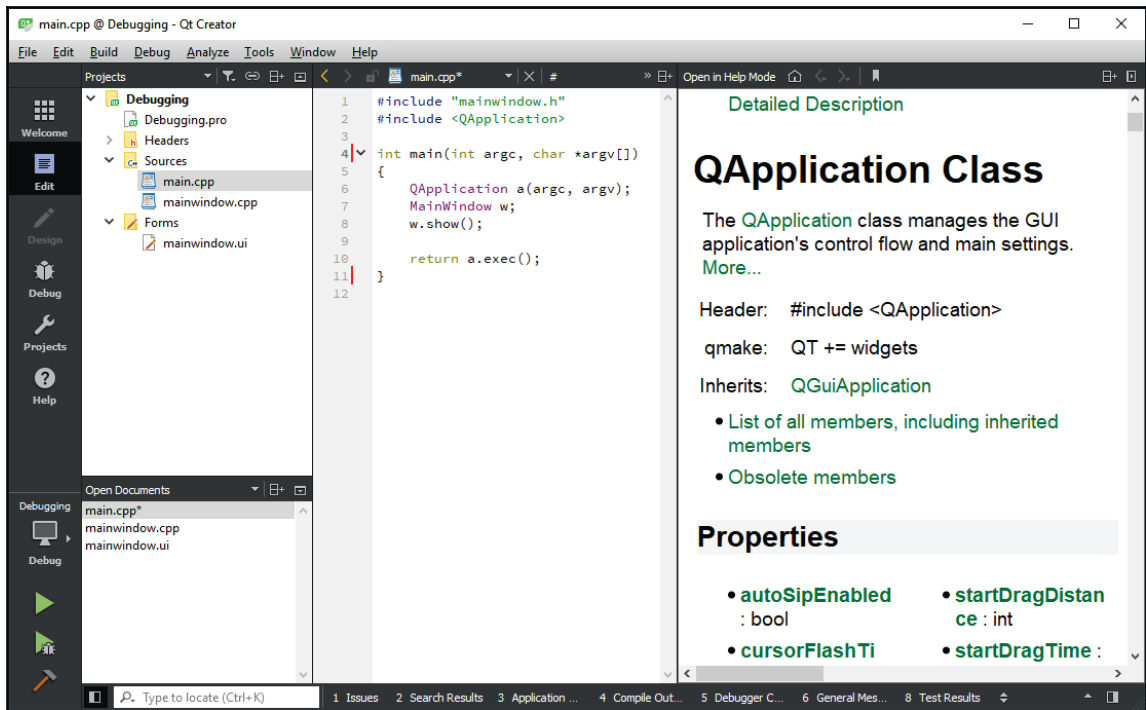 main.cpp @ Debugging - Qt Creator
File Edit Build Debug Analyze Tools Window Help
Projects
main.cpp*
#
»
Open in Help Mode
Welcome
Edit
Design
Debug
Projects
Help
Debugging
Debugging.pro
Headers
Sources
main.cpp
mainwindow.cpp
Forms
mainwindow.ui
Open Documents
main.cpp*
mainwindow.cpp
mainwindow.ui
Debugging
Debug
1 #include "mainwindow.h"
2 #include <QApplication>
3
4 int main(int argc, char *argv[])
5 {
6 QApplication a(argc, argv);
7 MainWindow w;
8 w.show();
9
10 return a.exec();
11 }
12
Detailed Description
QApplication Class
The QApplication class manages the GUI
application's control flow and main settings.
More...
Header: #include <QApplication>
qmake: QT += widgets
Inherits: QGuiApplication
• List of all members, including inherited
members
• Obsolete members
Properties
• autoSipEnabled
: bool
• cursorFlashTi
• startDragDistan
ce : int
• startDragTime :
Type to locate (Ctrl+K)
1 Issues 2 Search Results 3 Application ... 4 Compile Out... 5 Debugger C... 6 General Mes... 8 Test Results